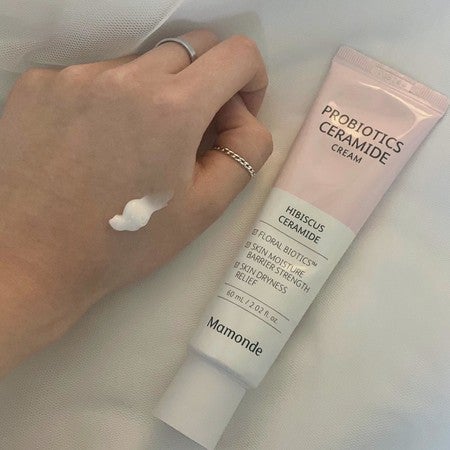 PROBIOTICS
CERAMIDE
CREAM
HIBISCUS
CERAMIDE
FLORAL BIOTICS™
SKIN MOISTURE
BARRIER STRENGTH
SKIN DRYNESS
RELIEF
60 mL / 2.02 fl. oz.
Mamonde